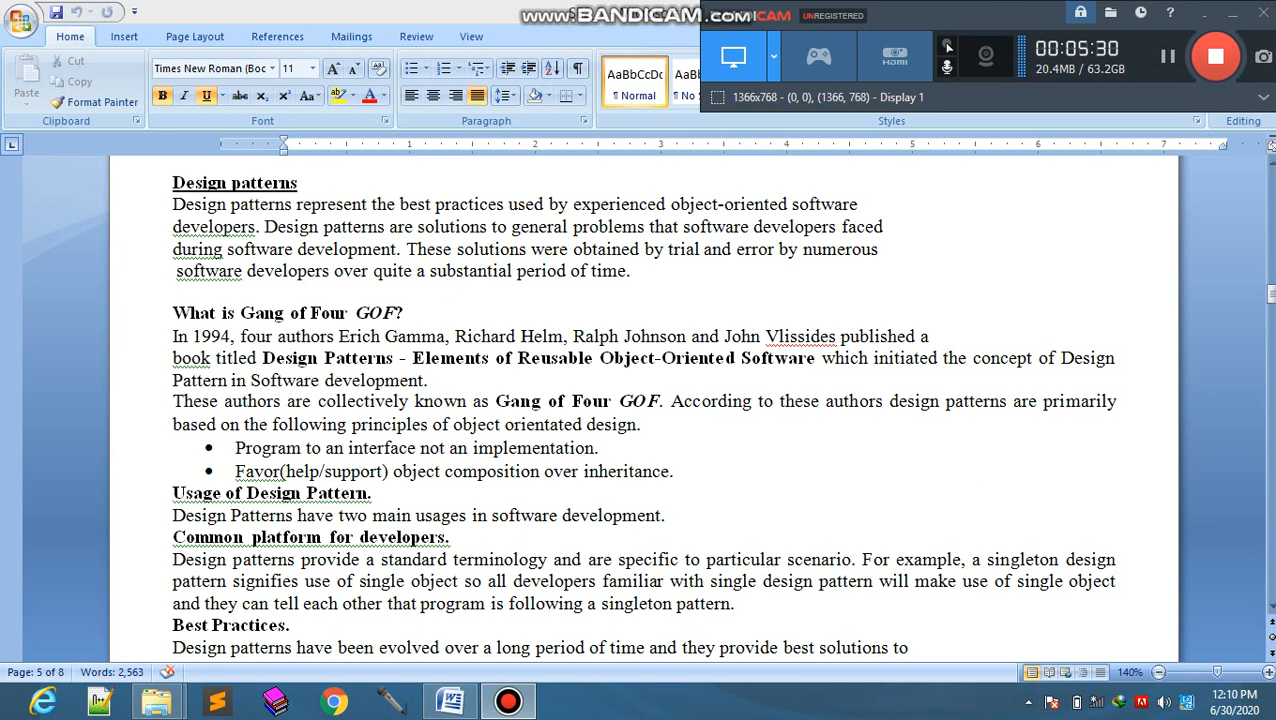 www.BANDICAM.com
BANDICAM UNREGISTERED
Home Insert Page Layout References Mailings Review View
00:05:30
20.4MB / 63.2GB
HDMI
1366x768 - (0, 0), (1366, 768) - Display 1
Paste
Cut
Copy
Format Painter
Times New Roman (Boc 11
AaBbCcDc AaBb
¶ Normal ¶ No S
Clipboard Font Paragraph Styles Editing
1 2 3 4 5 6 7
Design patterns
Design patterns represent the best practices used by experienced object-oriented software
developers. Design patterns are solutions to general problems that software developers faced
during software development. These solutions were obtained by trial and error by numerous
software developers over quite a substantial period of time.
What is Gang of Four GOF?
In 1994, four authors Erich Gamma, Richard Helm, Ralph Johnson and John Vlissides published a
book titled Design Patterns - Elements of Reusable Object-Oriented Software which initiated the concept of Design
Pattern in Software development.
These authors are collectively known as Gang of Four GOF. According to these authors design patterns are primarily
based on the following principles of object orientated design.
• Program to an interface not an implementation.
• Favor(help/support) object composition over inheritance.
Usage of Design Pattern.
Design Patterns have two main usages in software development.
Common platform for developers.
Design patterns provide a standard terminology and are specific to particular scenario. For example, a singleton design
pattern signifies use of single object so all developers familiar with single design pattern will make use of single object
and they can tell each other that program is following a singleton pattern.
Best Practices.
Design patterns have been evolved over a long period of time and they provide best solutions to
Page: 5 of 8 Words: 2,563 140%
12:10 PM
6/30/2020